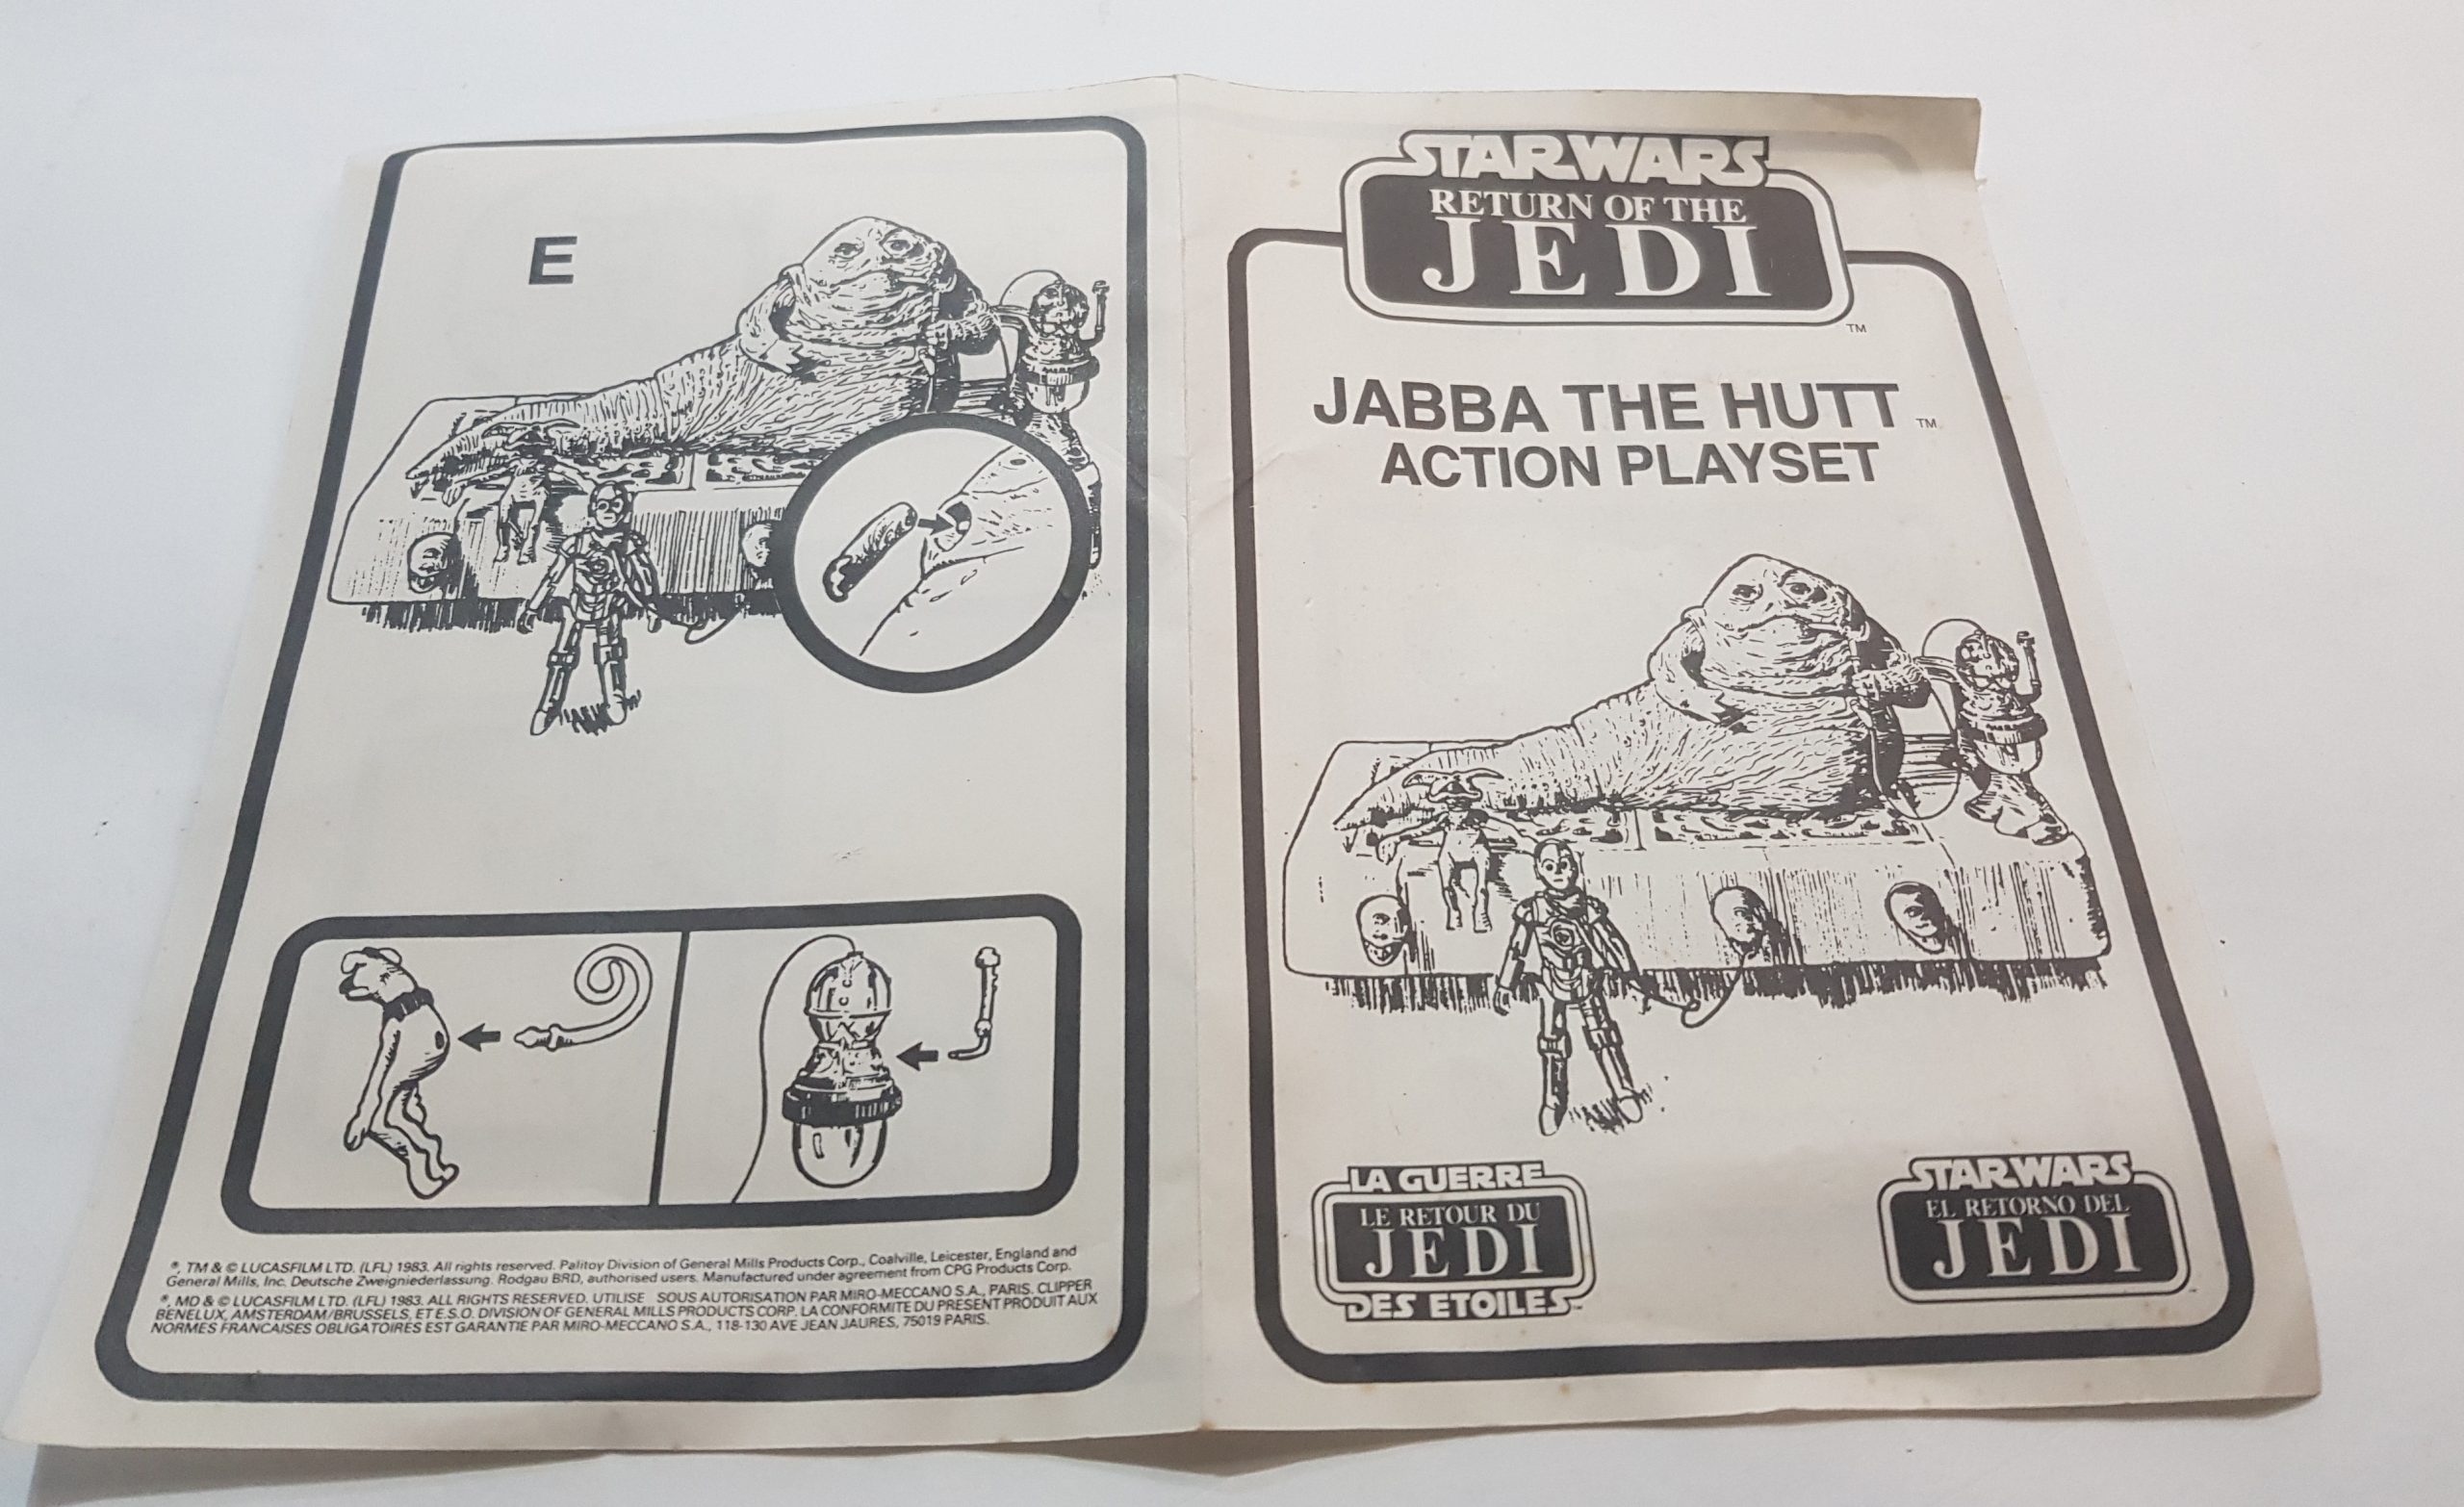 E
®, TM & © LUCASFILM LTD. (LFL) 1983. All rights reserved. Palitoy Division of General Mills Products Corp., Coalville, Leicester, England and
General Mills, Inc. Deutsche Zweigniederlassung. Rodgau BRD, authorised users. Manufactured under agreement from CPG Products Corp.
®, MD & © LUCASFILM LTD. (LFL) 1983. ALL RIGHTS RESERVED. UTILISE SOUS AUTORISATION PAR MIRO-MECCANO S.A., PARIS. CLIPPER
BENELUX, AMSTERDAM/BRUSSELS, ET E.S.O. DIVISION OF GENERAL MILLS PRODUCTS CORP. LA CONFORMITE DU PRESENT PRODUIT AUX
NORMES FRANCAISES OBLIGATOIRES EST GARANTIE PAR MIRO-MECCANO S.A., 118-130 AVE JEAN JAURES, 75019 PARIS.
STAR WARS
RETURN OF THE
JEDI
TM
JABBA THE HUTT TM
ACTION PLAYSET
LA GUERRE
LE RETOUR DU
JEDI
DES ETOILES
STAR WARS
EL RETORNO DEL
JEDI